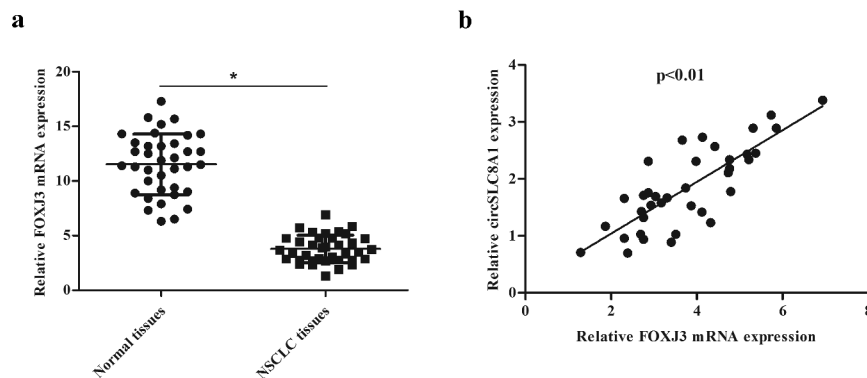 a
Relative FOXJ3 mRNA expression
20
15
10
5
0
*
Normal tissues
NSCLC tissues
b
Relative circSLC8A1 expression
4
3
2
1
0
p<0.01
0
2
4
6
8
Relative FOXJ3 mRNA expression